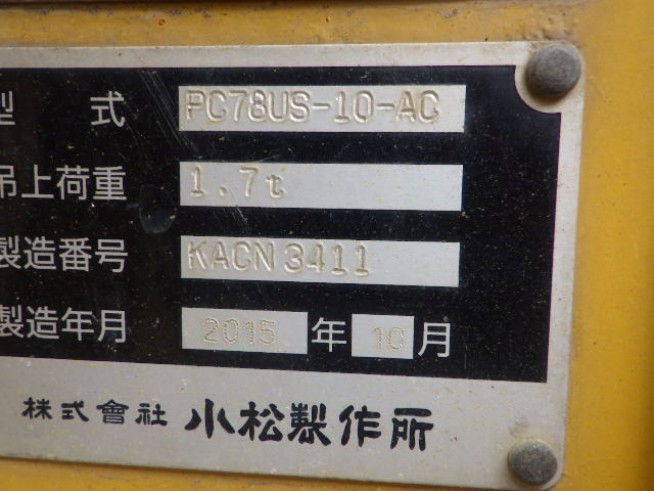 型 式 PC78US-10-AC
吊上荷重 1.7t
製造番号 KACN 3411
製造年月 2015 年 10 月
株式會社 小松製作所